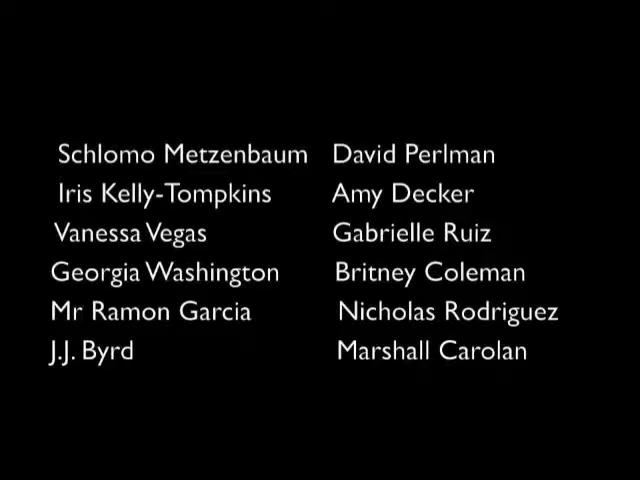 Schlomo Metzenbaum David Perlman
Iris Kelly-Tompkins Amy Decker
Vanessa Vegas Gabrielle Ruiz
Georgia Washington Britney Coleman
Mr Ramon Garcia Nicholas Rodriguez
J.J. Byrd Marshall Carolan